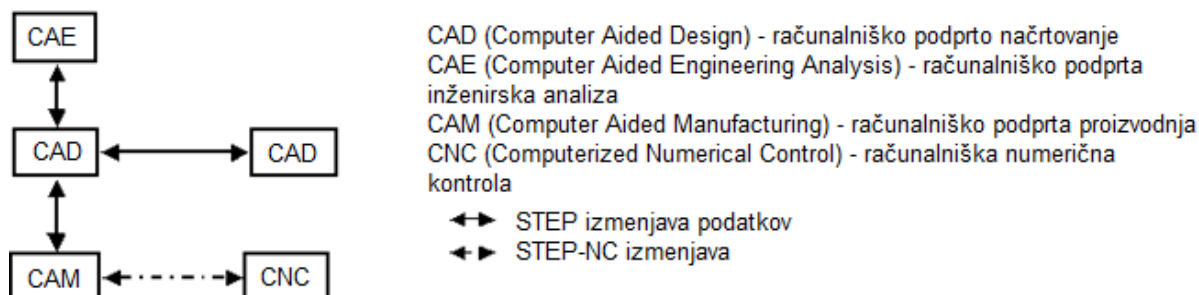 CAE
CAD
CAD
CAM
CNC
CAD (Computer Aided Design) - računalniško podprto načrtovanje
CAE (Computer Aided Engineering Analysis) - računalniško podprta
inženirska analiza
CAM (Computer Aided Manufacturing) - računalniško podprta proizvodnja
CNC (Computerized Numerical Control) - računalniška numerična
kontrola
STEP izmenjava podatkov
STEP-NC izmenjava